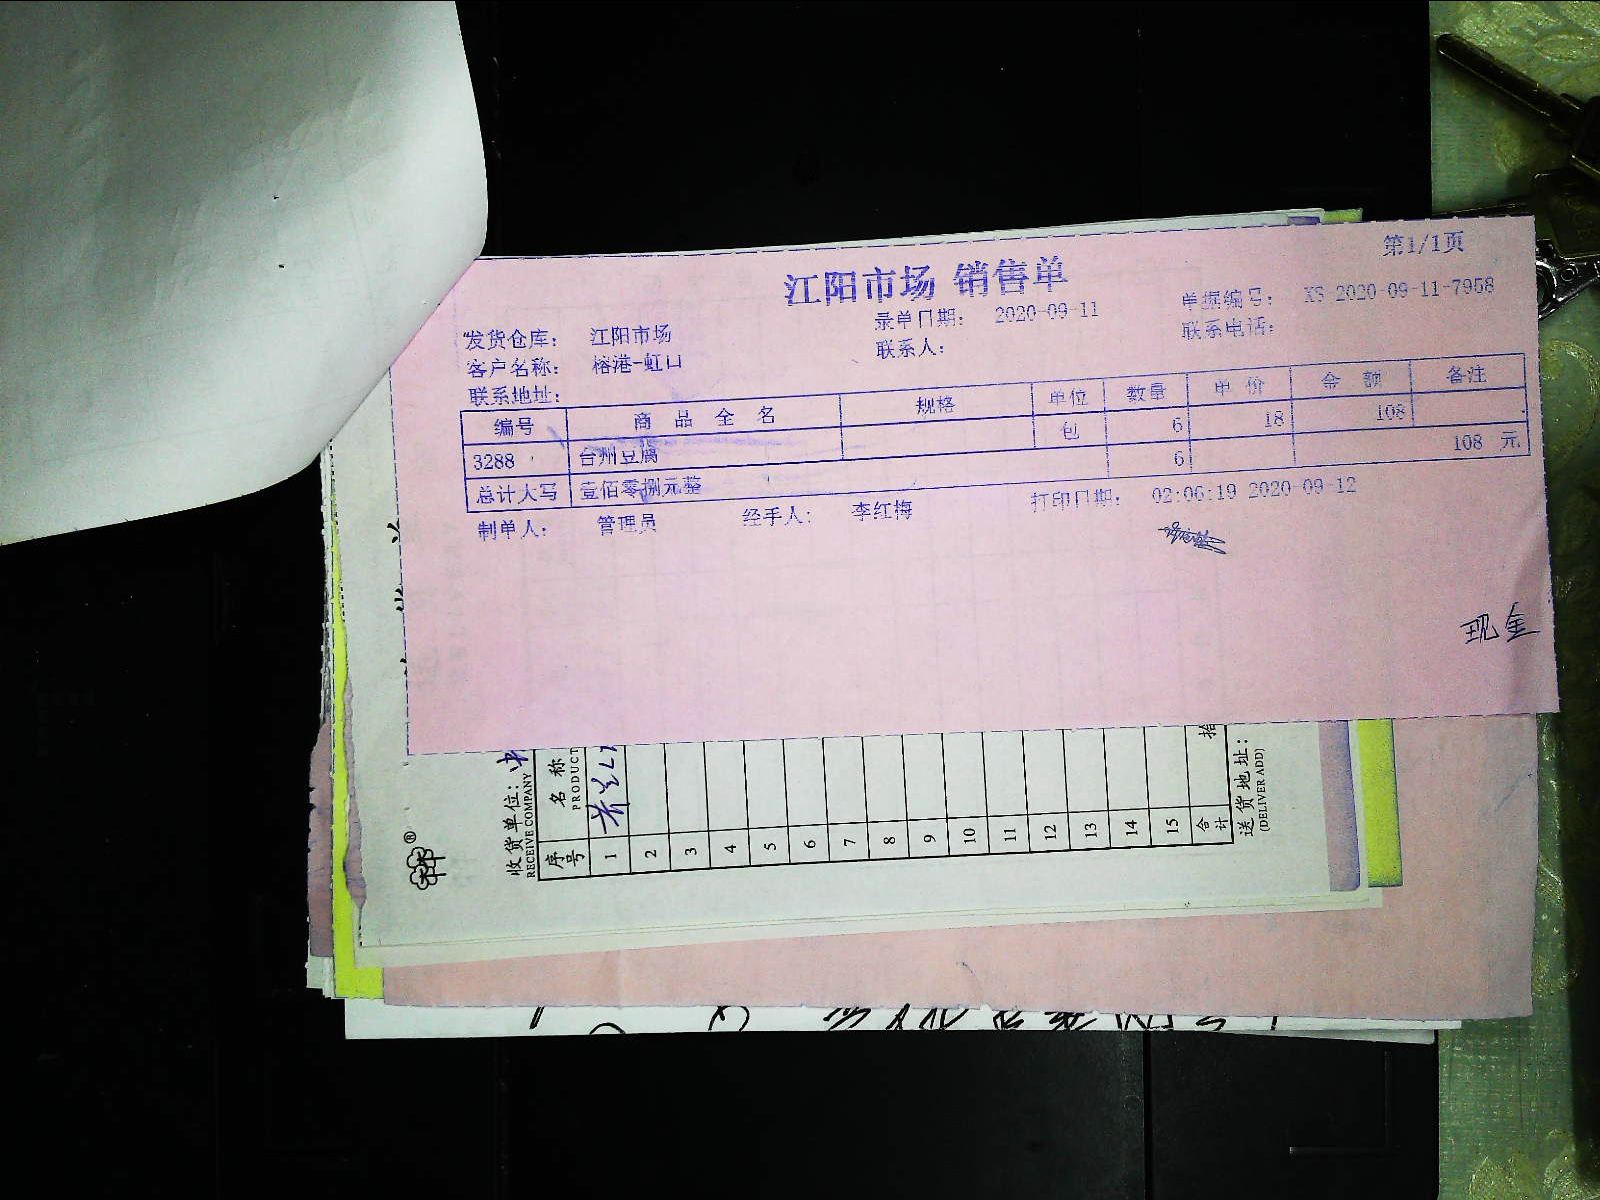 第1/1页
江阳市场 销售单
发货仓库: 江阳市场 录单日期: 2020-09-11 单据编号: XS-2020-09-11-7958
客户名称: 榕港-虹口 联系人: 联系电话:
联系地址:
编号 商品全名 规格 单位 数量 单价 金额 备注
3288 台州豆腐 包 6 18 108
总计大写 壹佰零捌元整 6 108 元
制单人: 管理员 经手人: 李红梅 打印日期: 02:06:19 2020-09-12
现金
收货单位:
RECEIVE COMPANY
序号 名称
PRODUCT
1
2
3
4
5
6
7
8
9
10
11
12
13
14
15
合计 拾
送货地址:
(DELIVER ADD)